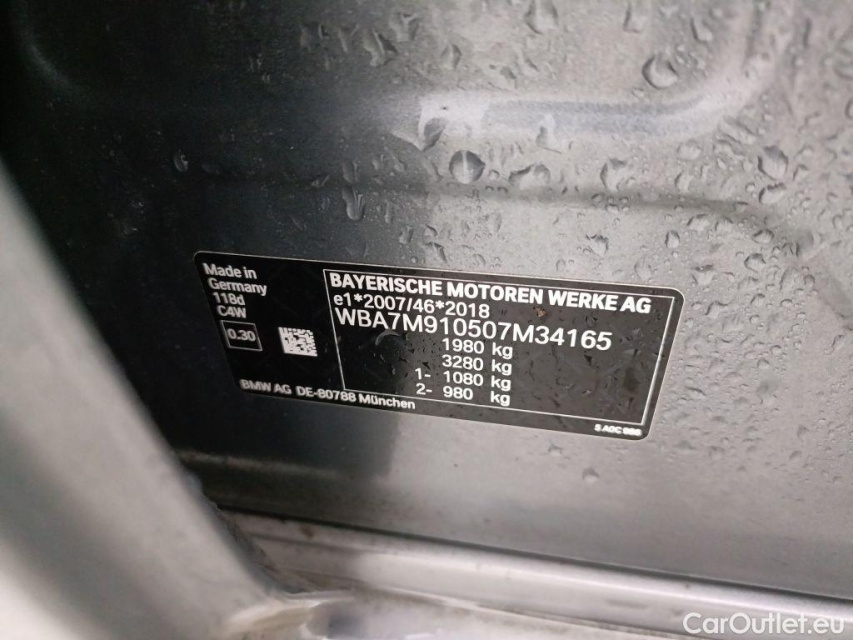 Made in
Germany
118d
C4W
0.30
BMW AG DE-80788 München
BAYERISCHE MOTOREN WERKE AG
e1*2007/46*2018
WBA7M910507M34165
1980 kg
3280 kg
1- 1080 kg
2- 980 kg
CarOutlet.eu